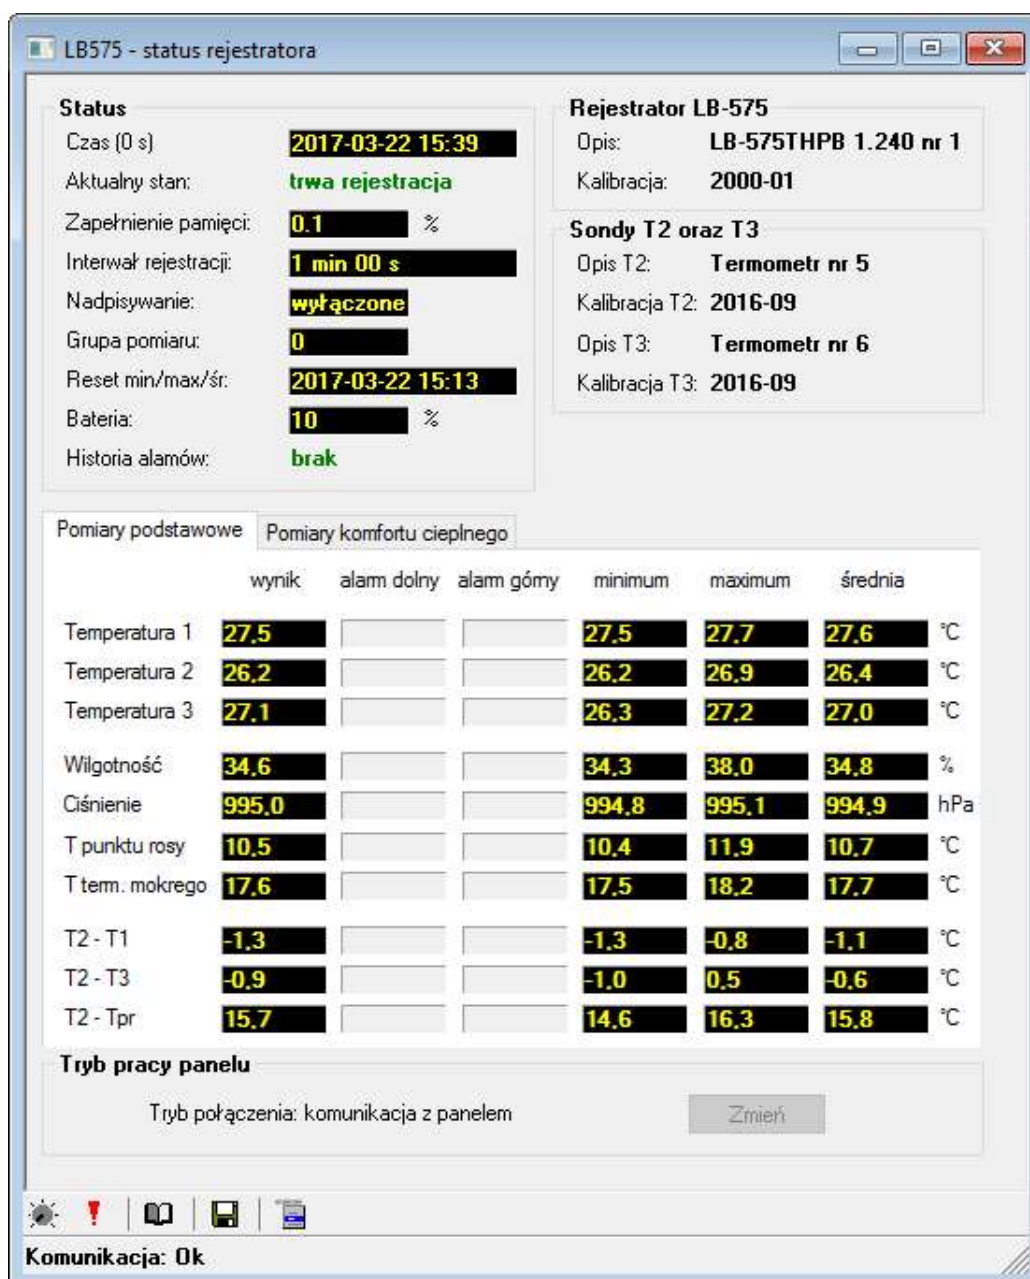 LB575 - status rejestratora
Status
Czas (0 s) 2017-03-22 15:39
Aktualny stan: trwa rejestracja
Zapełnienie pamięci: 0.1 %
Interwał rejestracji: 1 min 00 s
Nadpisywanie: wyłączone
Grupa pomiaru: 0
Reset min/max/śr: 2017-03-22 15:13
Bateria: 10 %
Historia alamów: brak
Rejestrator LB-575
Opis: LB-575THPB 1.240 nr 1
Kalibracja: 2000-01
Sondy T2 oraz T3
Opis T2: Termometr nr 5
Kalibracja T2: 2016-09
Opis T3: Termometr nr 6
Kalibracja T3: 2016-09
Pomiary podstawowe Pomiary komfortu cieplnego
wynik alarm dolny alarm górny minimum maximum średnia
Temperatura 1 27,5 27,5 27,7 27,6 °C
Temperatura 2 26,2 26,2 26,9 26,4 °C
Temperatura 3 27,1 26,3 27,2 27,0 °C
Wilgotność 34,6 34,3 38,0 34,8 %
Ciśnienie 995,0 994,8 995,1 994,9 hPa
T punktu rosy 10,5 10,4 11,9 10,7 °C
T term. mokrego 17,6 17,5 18,2 17,7 °C
T2 - T1 -1,3 -1,3 -0,8 -1,1 °C
T2 - T3 -0,9 -1,0 0,5 -0,6 °C
T2 - Tpr 15,7 14,6 16,3 15,8 °C
Tryb pracy panelu
Tryb połączenia: komunikacja z panelem Zmień
Komunikacja: Ok